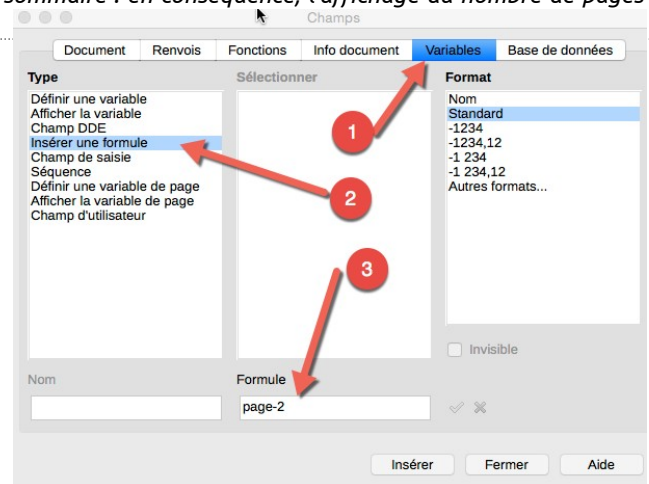 sommaire : en conséquence, l'affichage du nombre de pages
Champs
Document Renvois Fonctions Info document Variables Base de données
Type
Définir une variable
Afficher la variable
Champ DDE
Insérer une formule
Champ de saisie
Séquence
Définir une variable de page
Afficher la variable de page
Champ d'utilisateur
Sélectionner
Format
Nom
Standard
-1234
-1234,12
-1 234
-1 234,12
Autres formats...
1
2
3
Invisible
Nom
Formule
page-2
Insérer Fermer Aide